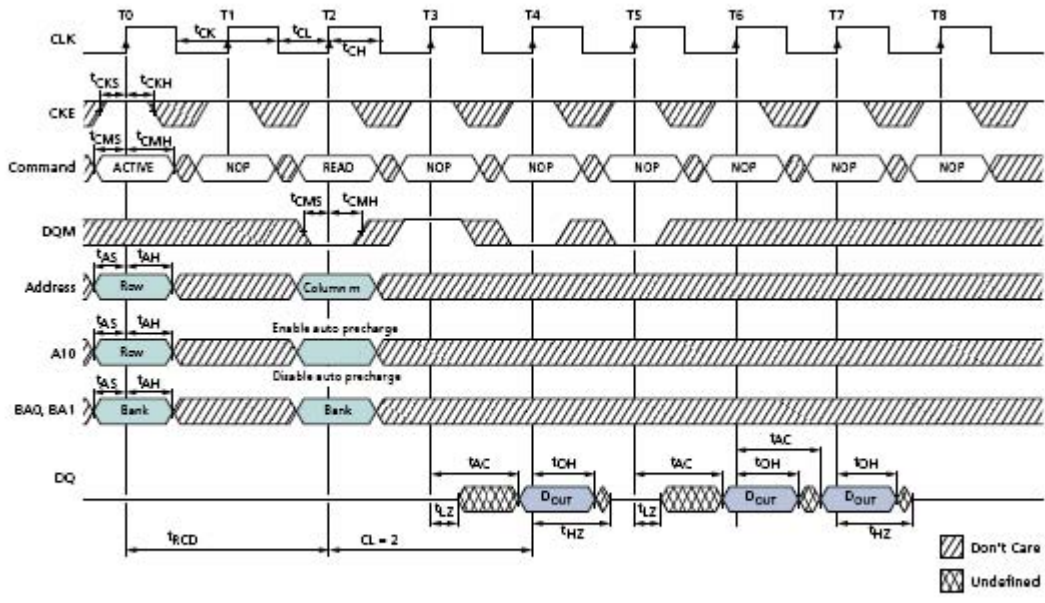 T0 T1 T2 T3 T4 T5 T6 T7 T8
CLK tCK tCL tCH
tCKS tCKH
CKE
tCMS tCMH
Command ACTIVE NOP READ NOP NOP NOP NOP NOP NOP
tCMS tCMH
DQM
tAS tAH
Address Row Column m
tAS tAH Enable auto precharge
A10 Row
tAS tAH Disable auto precharge
BA0, BA1 Bank Bank
tAC tOH tAC tAC tOH tOH
DQ DOUT DOUT DOUT
tLZ tHZ tLZ tHZ
tRCD CL = 2
Don't Care
Undefined